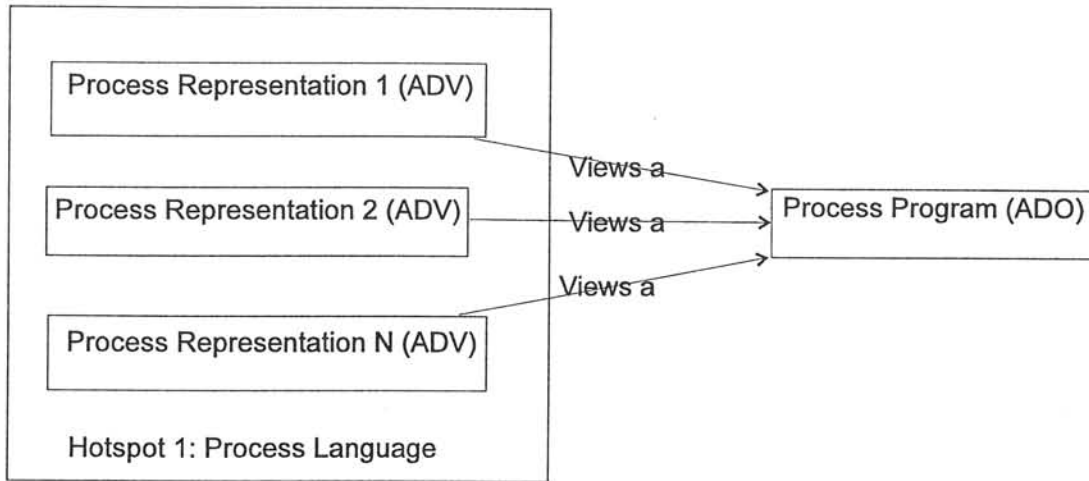 Process Representation 1 (ADV)
Views a
Process Representation 2 (ADV)
Views a
Process Program (ADO)
Views a
Process Representation N (ADV)
Hotspot 1: Process Language